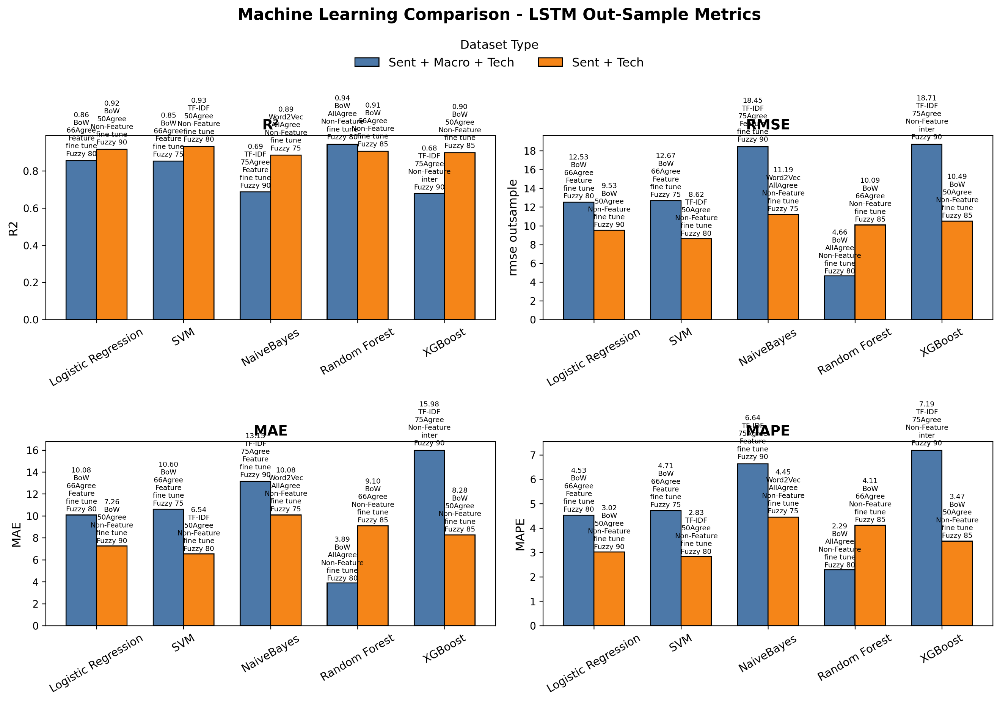 Machine Learning Comparison - LSTM Out-Sample Metrics
Dataset Type
Sent + Macro + Tech
Sent + Tech
R²
R2
0.0
0.2
0.4
0.6
0.8
0.86
BoW
66Agree
Feature
fine tune
Fuzzy 80
0.92
BoW
50Agree
Non-Feature
fine tune
Fuzzy 90
0.85
BoW
66Agree
Feature
fine tune
Fuzzy 75
0.93
TF-IDF
50Agree
Non-Feature
fine tune
Fuzzy 80
0.69
TF-IDF
75Agree
Feature
fine tune
Fuzzy 90
0.89
Word2Vec
AllAgree
Non-Feature
fine tune
Fuzzy 75
0.94
BoW
AllAgree
Non-Feature
fine tune
Fuzzy 80
0.91
BoW
66Agree
Non-Feature
fine tune
Fuzzy 85
0.68
TF-IDF
75Agree
Non-Feature
inter
Fuzzy 90
0.90
BoW
50Agree
Non-Feature
fine tune
Fuzzy 85
Logistic Regression
SVM
NaiveBayes
Random Forest
XGBoost
RMSE
rmse outsample
0
2
4
6
8
10
12
14
16
18
12.53
BoW
66Agree
Feature
fine tune
Fuzzy 80
9.53
BoW
50Agree
Non-Feature
fine tune
Fuzzy 90
12.67
BoW
66Agree
Feature
fine tune
Fuzzy 75
8.62
TF-IDF
50Agree
Non-Feature
fine tune
Fuzzy 80
18.45
TF-IDF
75Agree
Feature
fine tune
Fuzzy 90
11.19
Word2Vec
AllAgree
Non-Feature
fine tune
Fuzzy 75
4.66
BoW
AllAgree
Non-Feature
fine tune
Fuzzy 80
10.09
BoW
66Agree
Non-Feature
fine tune
Fuzzy 85
18.71
TF-IDF
75Agree
Non-Feature
inter
Fuzzy 90
10.49
BoW
50Agree
Non-Feature
fine tune
Fuzzy 85
Logistic Regression
SVM
NaiveBayes
Random Forest
XGBoost
MAE
MAE
0
2
4
6
8
10
12
14
16
10.08
BoW
66Agree
Feature
fine tune
Fuzzy 80
7.26
BoW
50Agree
Non-Feature
fine tune
Fuzzy 90
10.60
BoW
66Agree
Feature
fine tune
Fuzzy 75
6.54
TF-IDF
50Agree
Non-Feature
fine tune
Fuzzy 80
13.15
TF-IDF
75Agree
Feature
fine tune
Fuzzy 90
10.08
Word2Vec
AllAgree
Non-Feature
fine tune
Fuzzy 75
3.89
BoW
AllAgree
Non-Feature
fine tune
Fuzzy 80
9.10
BoW
66Agree
Non-Feature
fine tune
Fuzzy 85
15.98
TF-IDF
75Agree
Non-Feature
inter
Fuzzy 90
8.28
BoW
50Agree
Non-Feature
fine tune
Fuzzy 85
Logistic Regression
SVM
NaiveBayes
Random Forest
XGBoost
MAPE
MAPE
0
1
2
3
4
5
6
7
4.53
BoW
66Agree
Feature
fine tune
Fuzzy 80
3.02
BoW
50Agree
Non-Feature
fine tune
Fuzzy 90
4.71
BoW
66Agree
Feature
fine tune
Fuzzy 75
2.83
TF-IDF
50Agree
Non-Feature
fine tune
Fuzzy 80
6.64
TF-IDF
75Agree
Feature
fine tune
Fuzzy 90
4.45
Word2Vec
AllAgree
Non-Feature
fine tune
Fuzzy 75
2.29
BoW
AllAgree
Non-Feature
fine tune
Fuzzy 80
4.11
BoW
66Agree
Non-Feature
fine tune
Fuzzy 85
7.19
TF-IDF
75Agree
Non-Feature
inter
Fuzzy 90
3.47
BoW
50Agree
Non-Feature
fine tune
Fuzzy 85
Logistic Regression
SVM
NaiveBayes
Random Forest
XGBoost